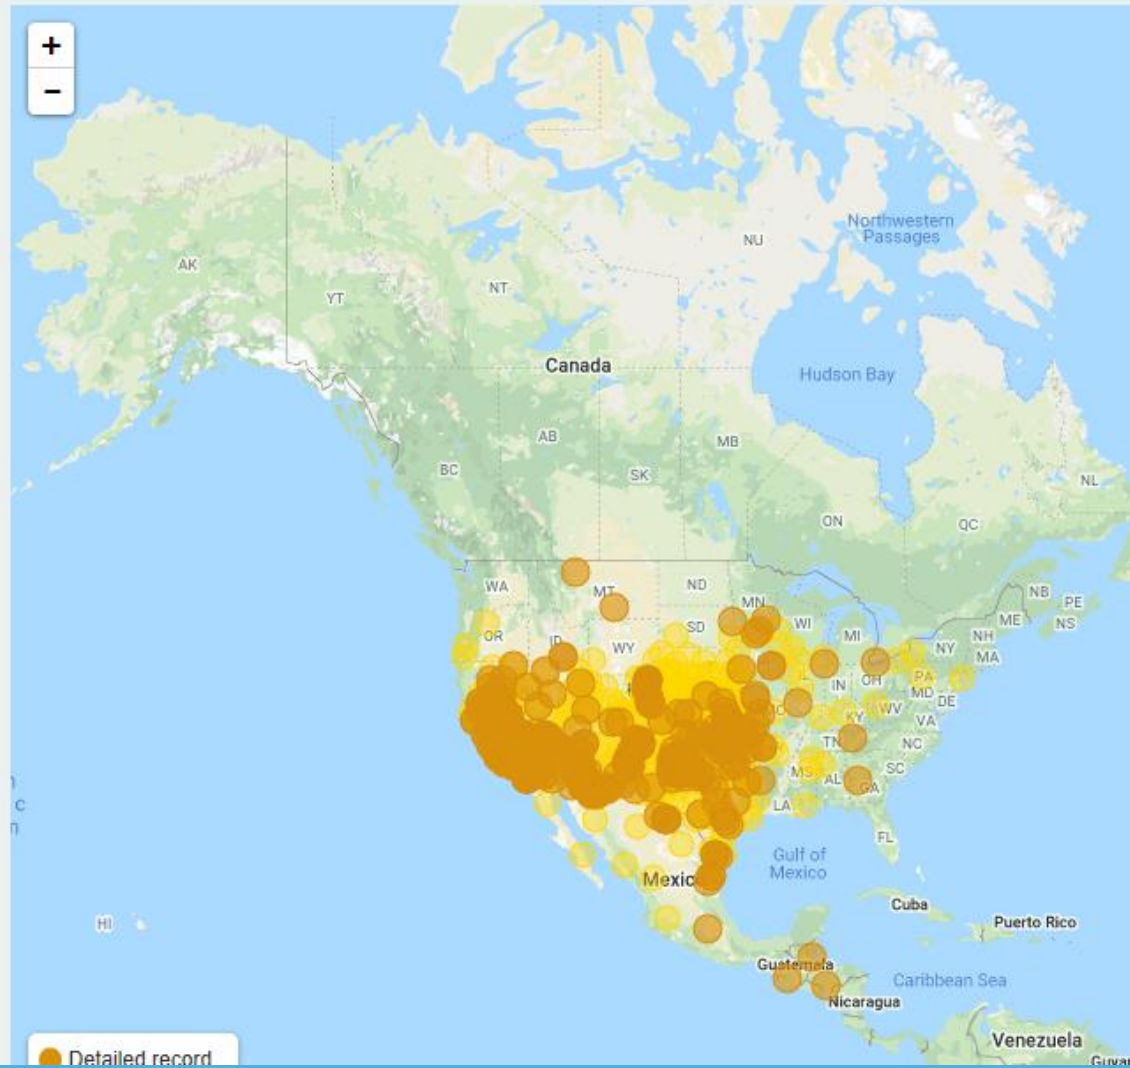 +
−
NU
Northwestern
Passages
AK
YT
NT
Canada
Hudson Bay
AB
MB
BC
SK
NL
ON
QC
WA
MT
ND
MN
NB
PE
ME
NS
OR
ID
SD
WI
MI
NH
WY
NY
MA
IN
OH
PA
MD
DE
KY
WV
VA
TN
NC
MS
AL
SC
GA
LA
FL
c
n
Gulf of
Mexico
Mexic
HI
Cuba
Puerto Rico
Guatemala
Caribbean Sea
Nicaragua
Venezuela
Guya
Detailed record